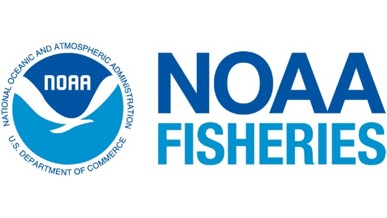 NATIONAL OCEANIC AND ATMOSPHERIC ADMINISTRATION
NOAA
U.S. DEPARTMENT OF COMMERCE
NOAA
FISHERIES